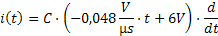 i(t) = C · (-0,048 V/µs · t + 6V) · d/dt